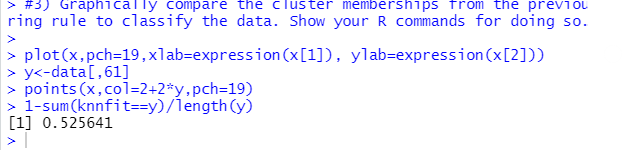 > #3) Graphically compare the cluster memberships from the previou
ring rule to classify the data. Show your R commands for doing so.
>
> plot(x,pch=19,xlab=expression(x[1]), ylab=expression(x[2]))
> y<-data[,61]
> points(x,col=2+2*y,pch=19)
> 1-sum(knnfit==y)/length(y)
[1] 0.525641
>